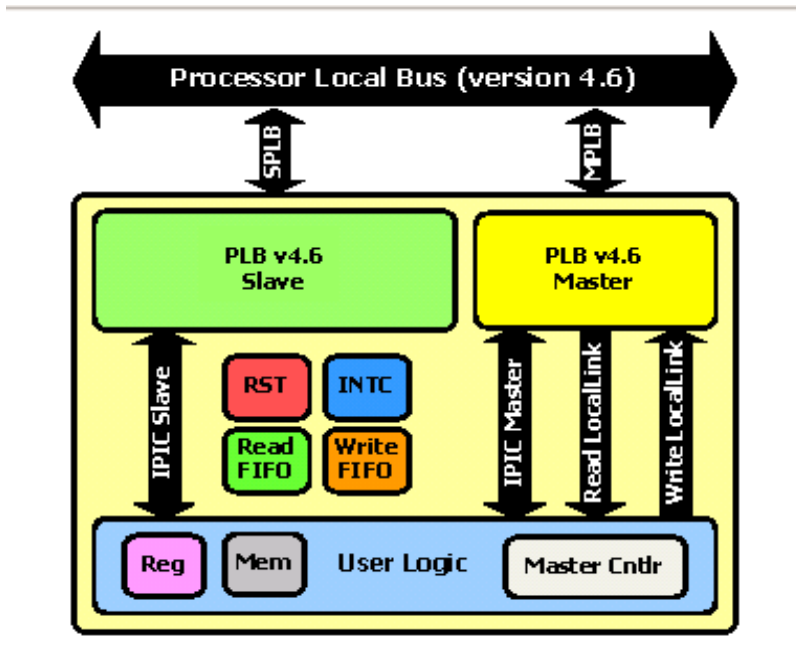 Processor Local Bus (version 4.6)
SPLB
MPLB
PLB v4.6
Slave
PLB v4.6
Master
IPIC Slave
RST
INTC
Read
FIFO
Write
FIFO
IPIC Master
Read LocalLink
Write LocalLink
Reg
Mem
User Logic
Master Cntlr